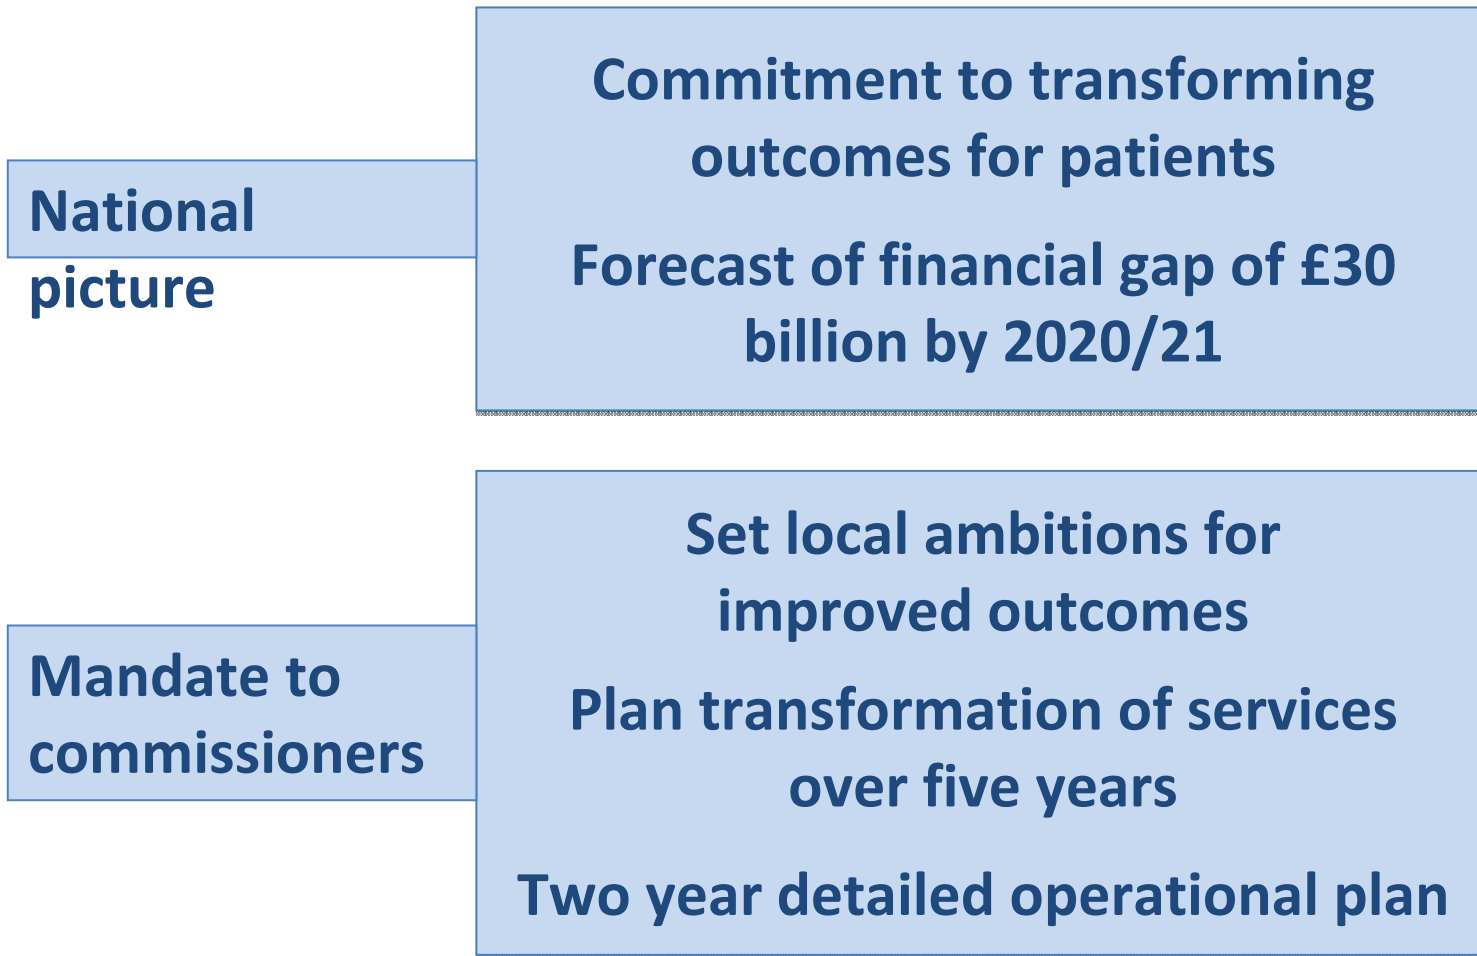 National
picture
Commitment to transforming
outcomes for patients
Forecast of financial gap of £30
billion by 2020/21
Mandate to
commissioners
Set local ambitions for
improved outcomes
Plan transformation of services
over five years
Two year detailed operational plan